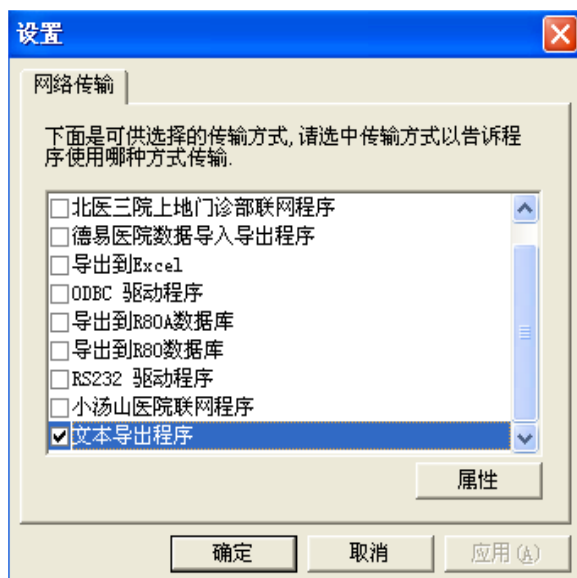 设置
网络传输
下面是可供选择的传输方式,请选中传输方式以告诉程
序使用哪种方式传输.
北医三院上地门诊部联网程序
德易医院数据导入导出程序
导出到Excel
ODBC 驱动程序
导出到R80A数据库
导出到R80数据库
RS232 驱动程序
小汤山医院联网程序
文本导出程序
属性
确定
取消
应用(A)